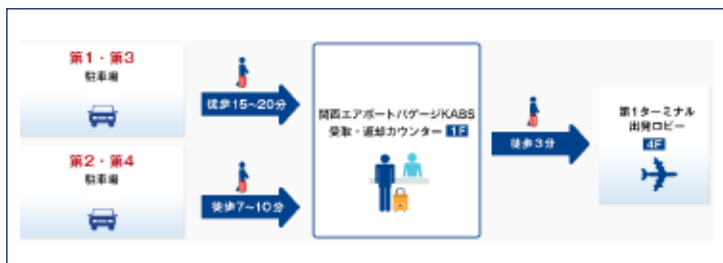 第1・第3
駐車場
徒歩15~20分
第2・第4
駐車場
徒歩7~10分
関西エアポートバゲージKABS
受取・返却カウンター 1F
徒歩3分
第1ターミナル
出発ロビー
4F